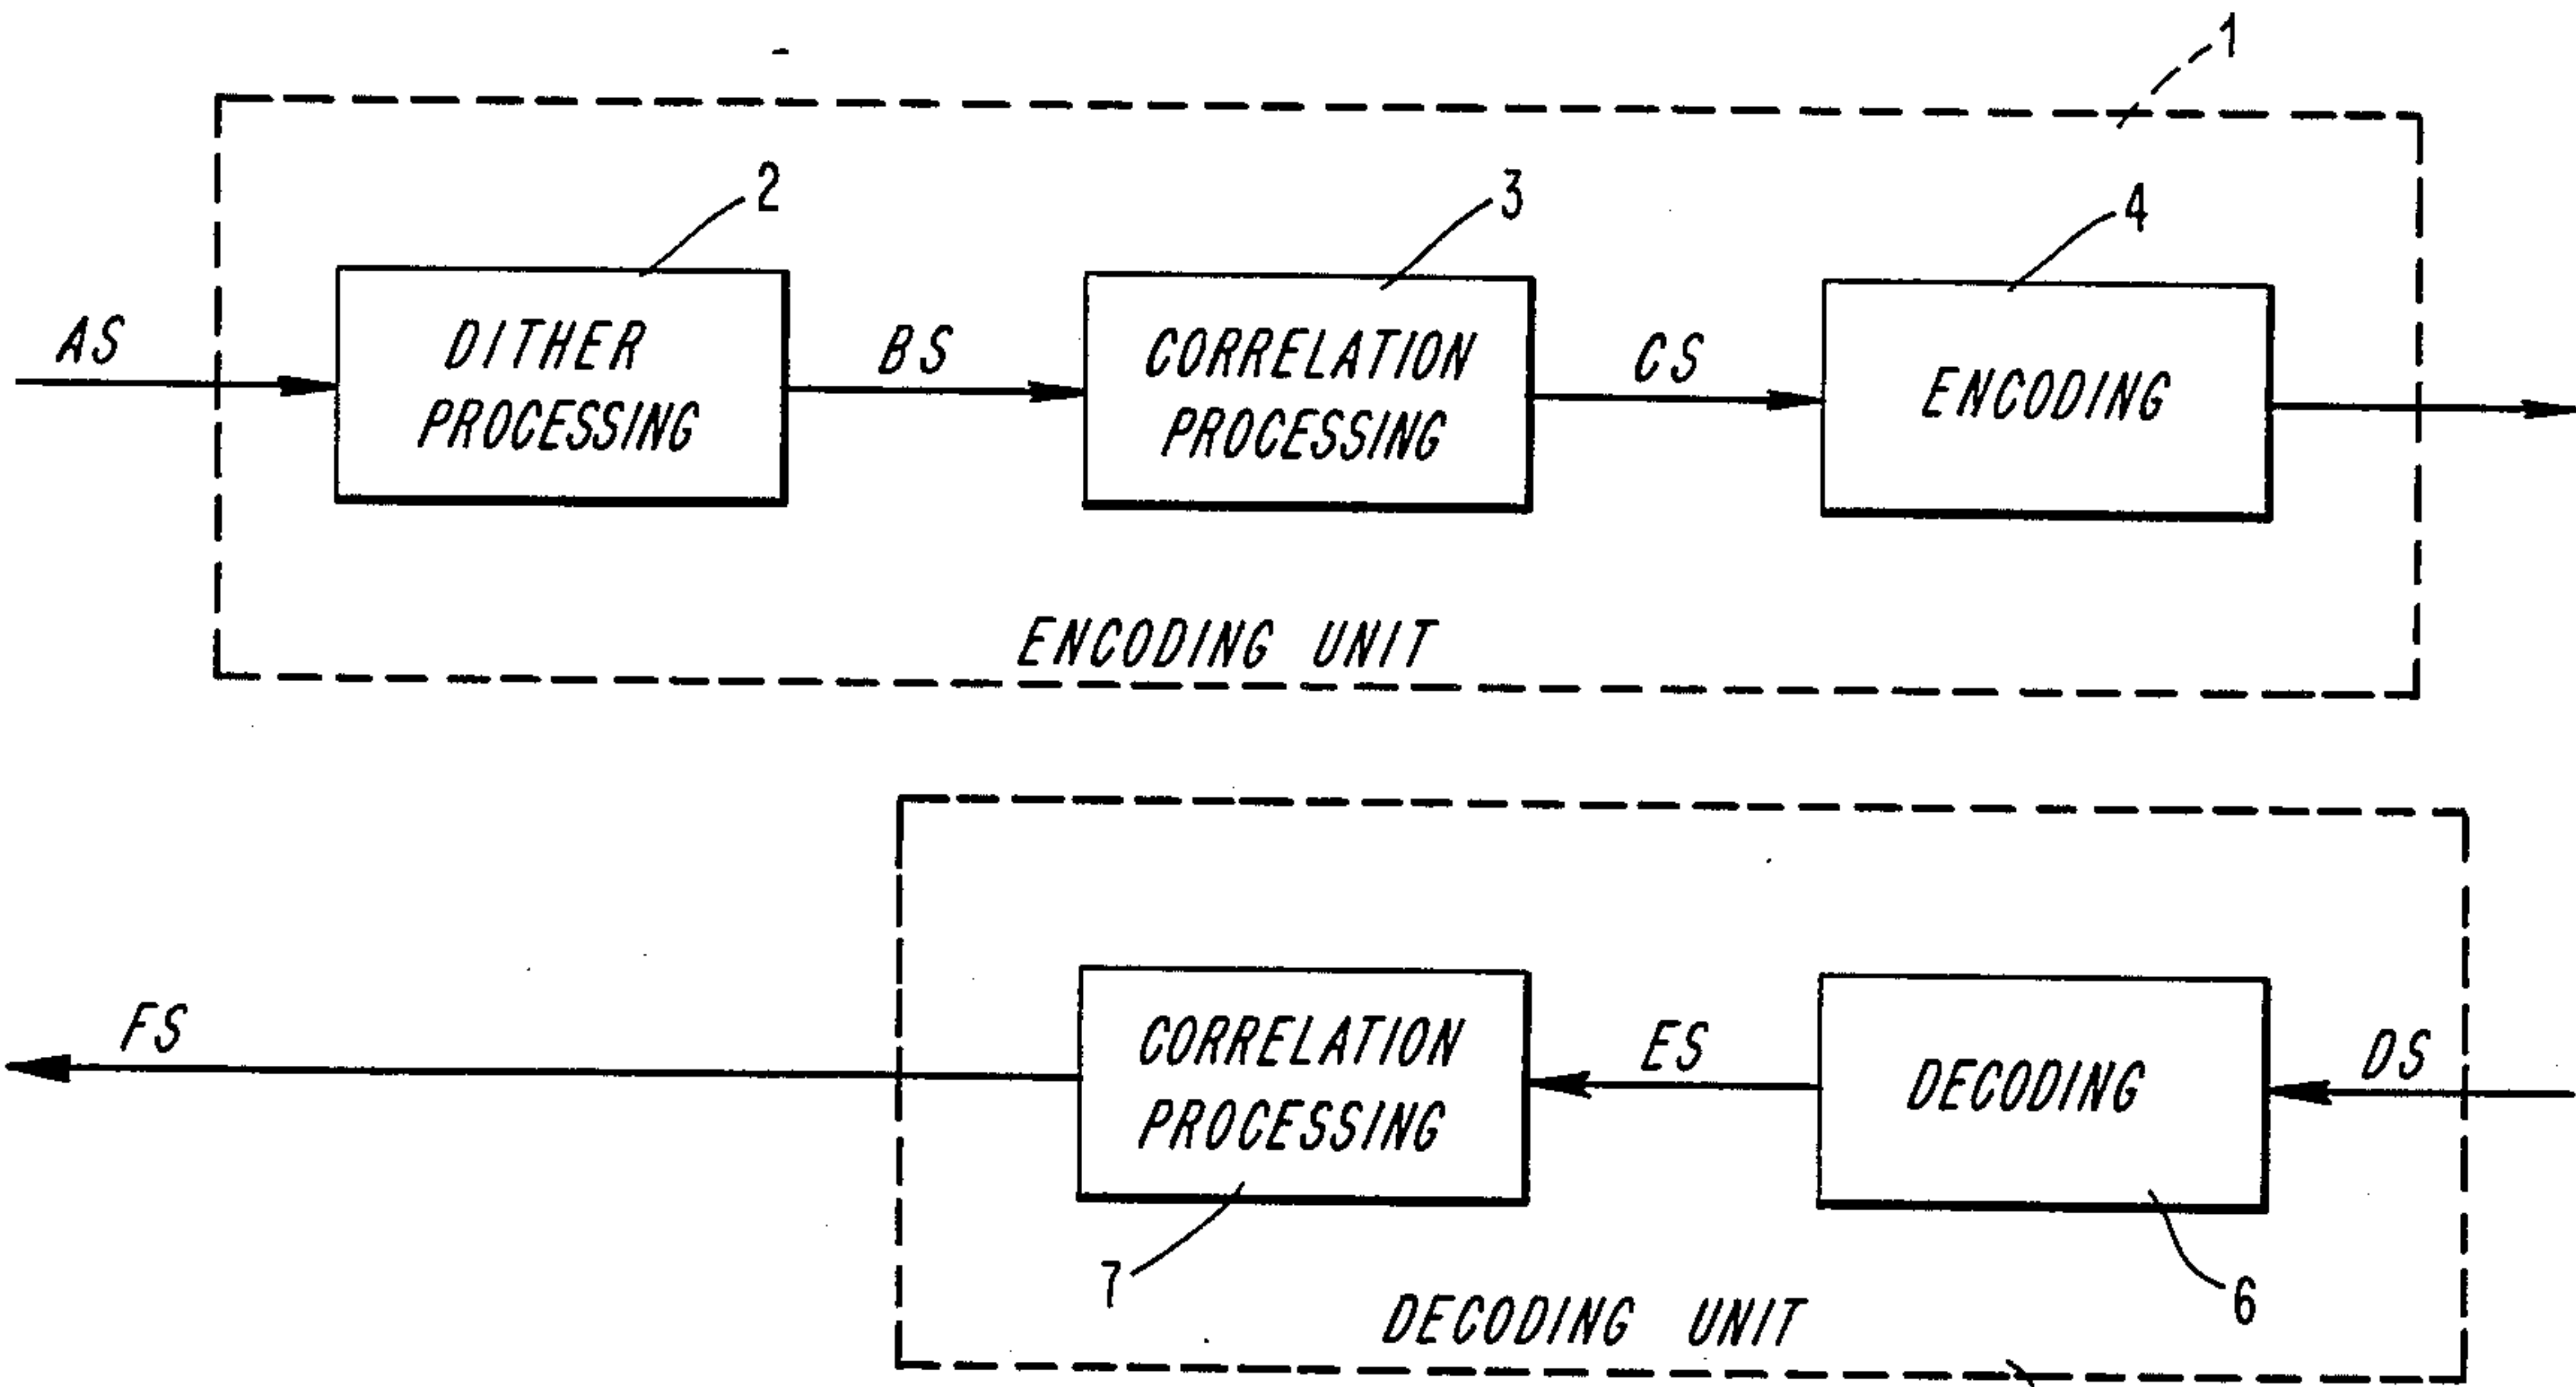 1
2
3
4
AS
DITHER
PROCESSING
BS
CORRELATION
PROCESSING
CS
ENCODING
ENCODING UNIT
FS
CORRELATION
PROCESSING
ES
DECODING
DS
7
6
DECODING UNIT